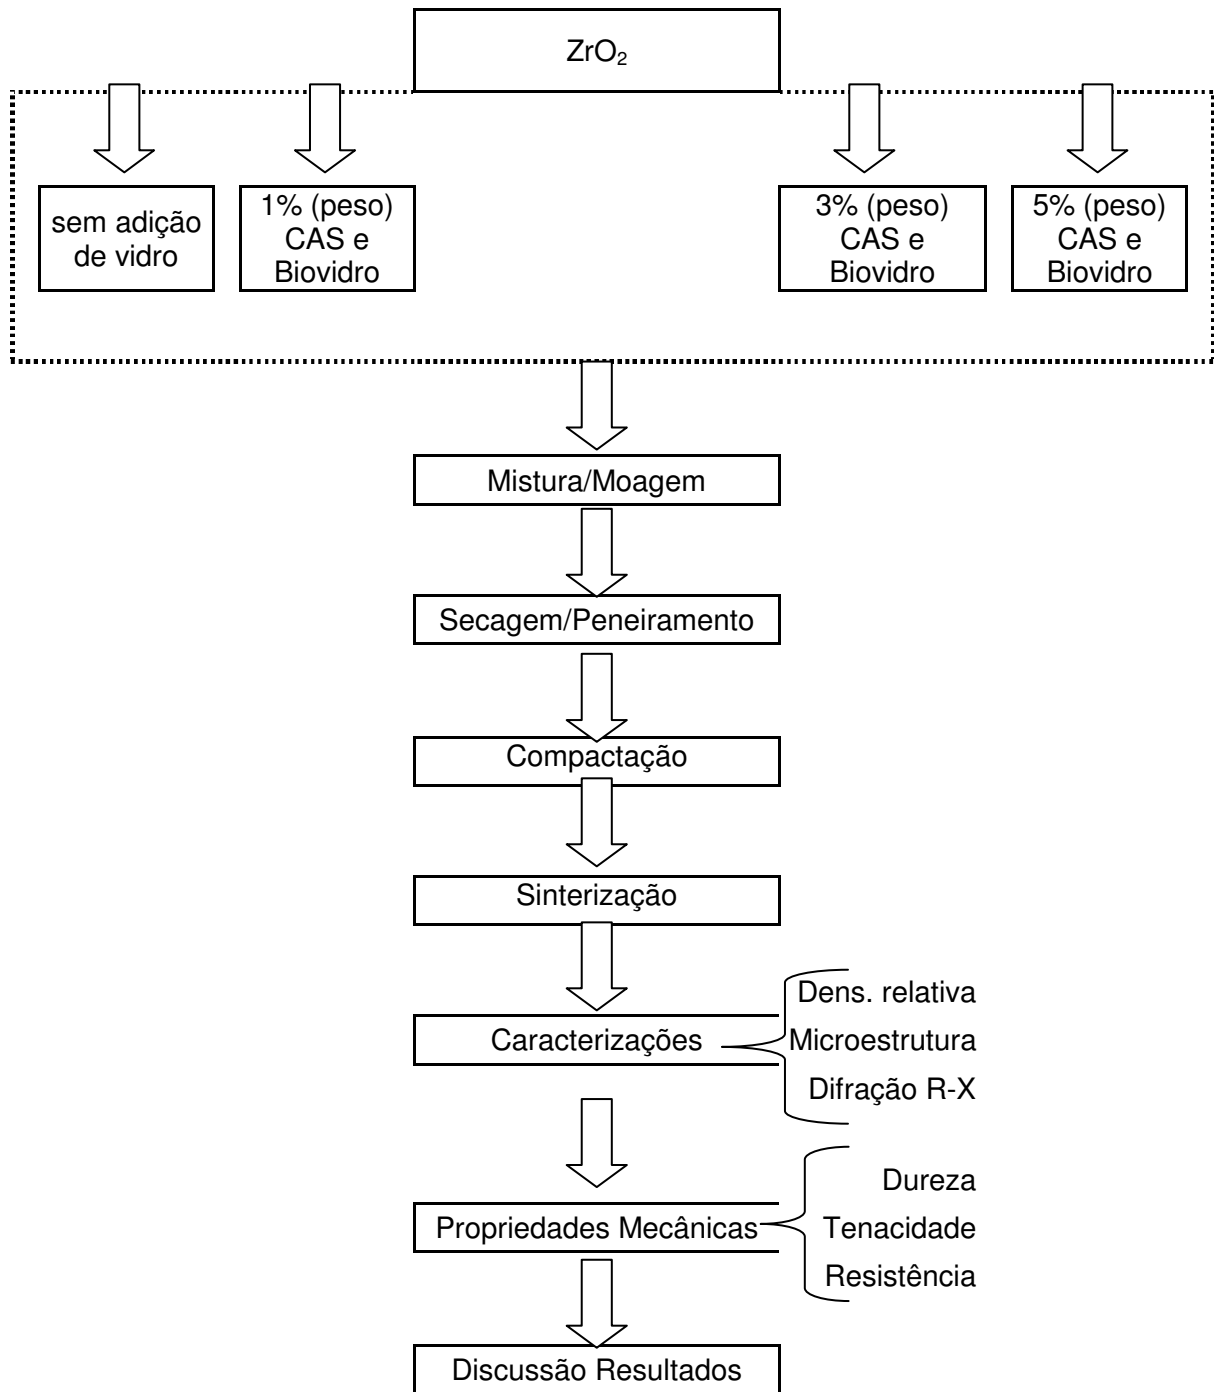 ZrO₂
sem adição
de vidro
1% (peso)
CAS e
Biovidro
3% (peso)
CAS e
Biovidro
5% (peso)
CAS e
Biovidro
Mistura/Moagem
Secagem/Peneiramento
Compactação
Sinterização
Caracterizações
Dens. relativa
Microestrutura
Difração R-X
Propriedades Mecânicas
Dureza
Tenacidade
Resistência
Discussão Resultados